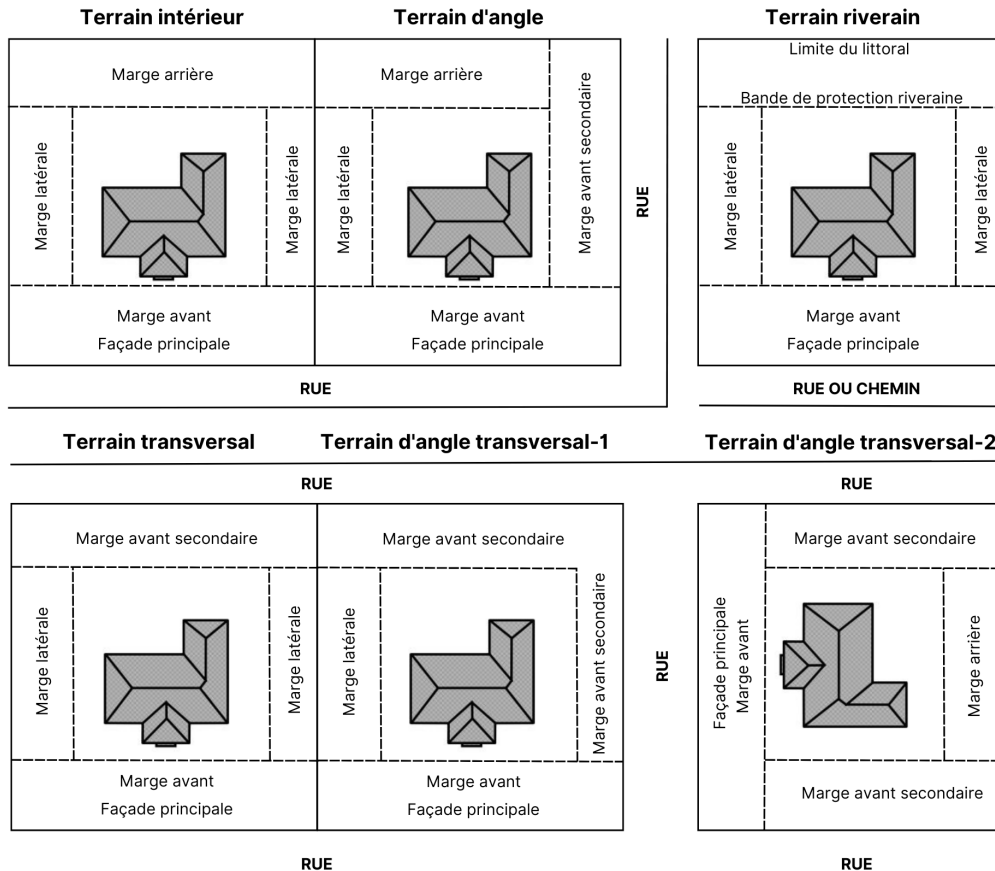 Terrain intérieur
Terrain d'angle
Terrain riverain
Marge arrière
Marge latérale
Marge latérale
Marge avant
Façade principale
Marge arrière
Marge latérale
Marge avant secondaire
Marge avant
Façade principale
RUE
RUE
Limite du littoral
Bande de protection riveraine
Marge latérale
Marge latérale
Marge avant
Façade principale
RUE OU CHEMIN
Terrain transversal
Terrain d'angle transversal-1
Terrain d'angle transversal-2
RUE
RUE
Marge avant secondaire
Marge latérale
Marge latérale
Marge avant
Façade principale
Marge avant secondaire
Marge latérale
Marge avant secondaire
Marge avant
Façade principale
RUE
Façade principale
Marge avant
Marge avant secondaire
Marge arrière
Marge avant secondaire
RUE
RUE